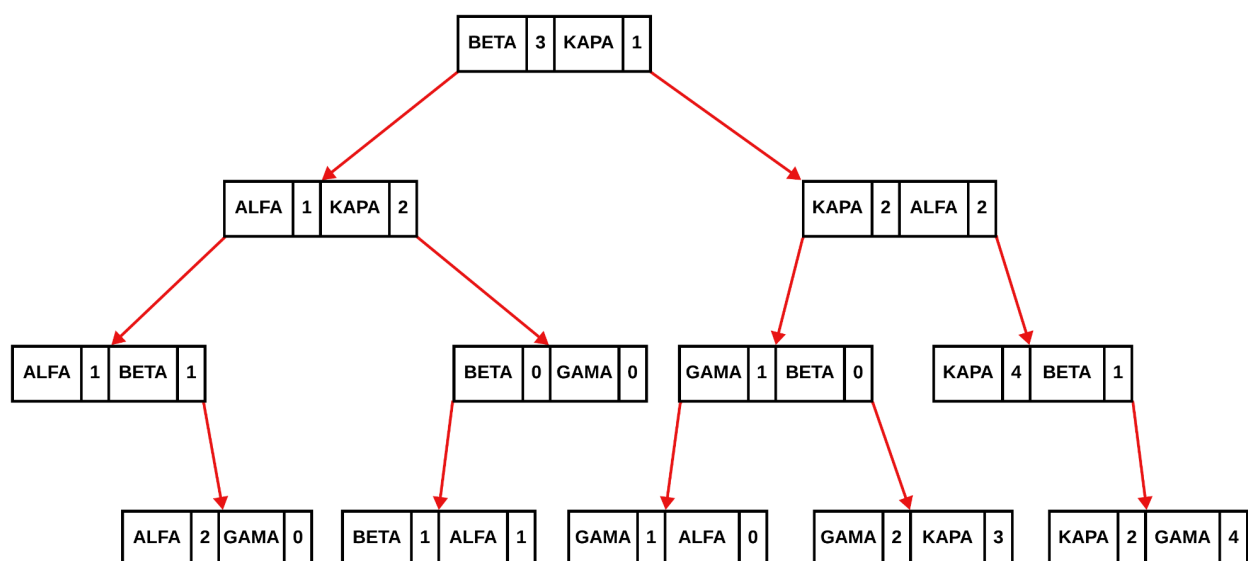 BETA 3 KAPA 1
ALFA 1 KAPA 2
KAPA 2 ALFA 2
ALFA 1 BETA 1
BETA 0 GAMA 0
GAMA 1 BETA 0
KAPA 4 BETA 1
ALFA 2 GAMA 0
BETA 1 ALFA 1
GAMA 1 ALFA 0
GAMA 2 KAPA 3
KAPA 2 GAMA 4